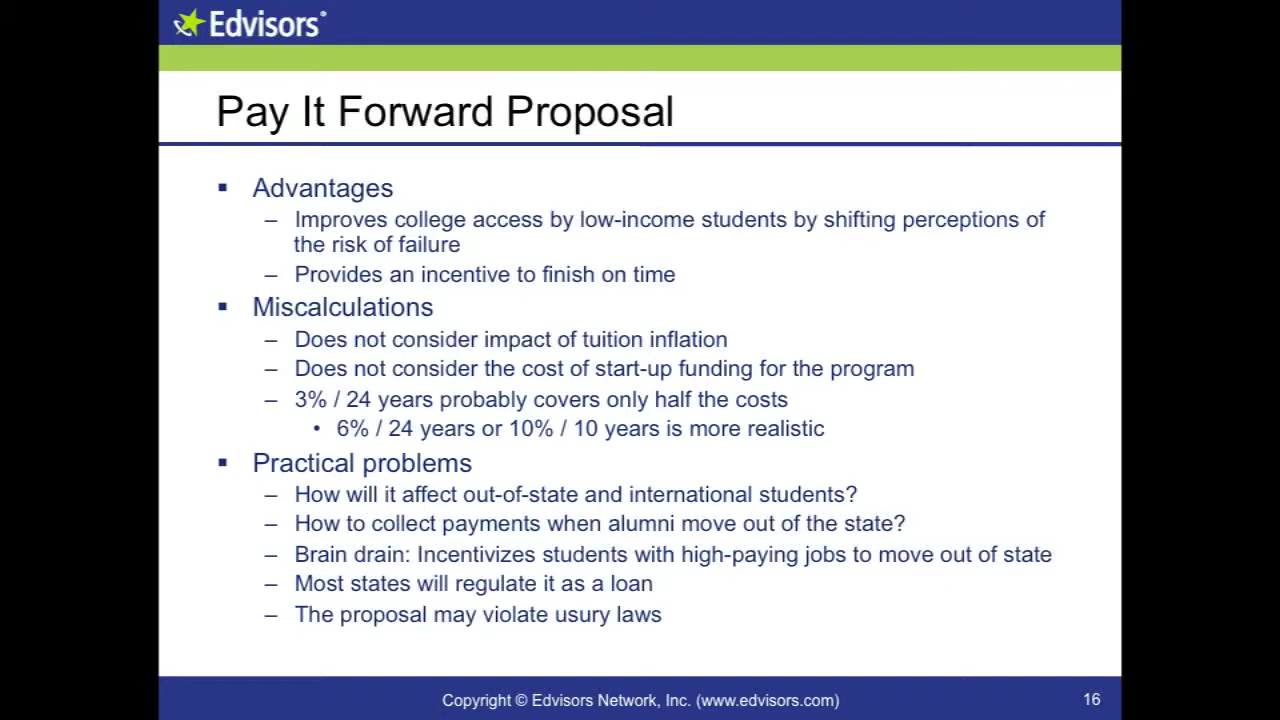 Edvisors®
Pay It Forward Proposal
▪ Advantages
– Improves college access by low-income students by shifting perceptions of
the risk of failure
– Provides an incentive to finish on time
▪ Miscalculations
– Does not consider impact of tuition inflation
– Does not consider the cost of start-up funding for the program
– 3% / 24 years probably covers only half the costs
• 6% / 24 years or 10% / 10 years is more realistic
▪ Practical problems
– How will it affect out-of-state and international students?
– How to collect payments when alumni move out of the state?
– Brain drain: Incentivizes students with high-paying jobs to move out of state
– Most states will regulate it as a loan
– The proposal may violate usury laws
Copyright © Edvisors Network, Inc. (www.edvisors.com)
16